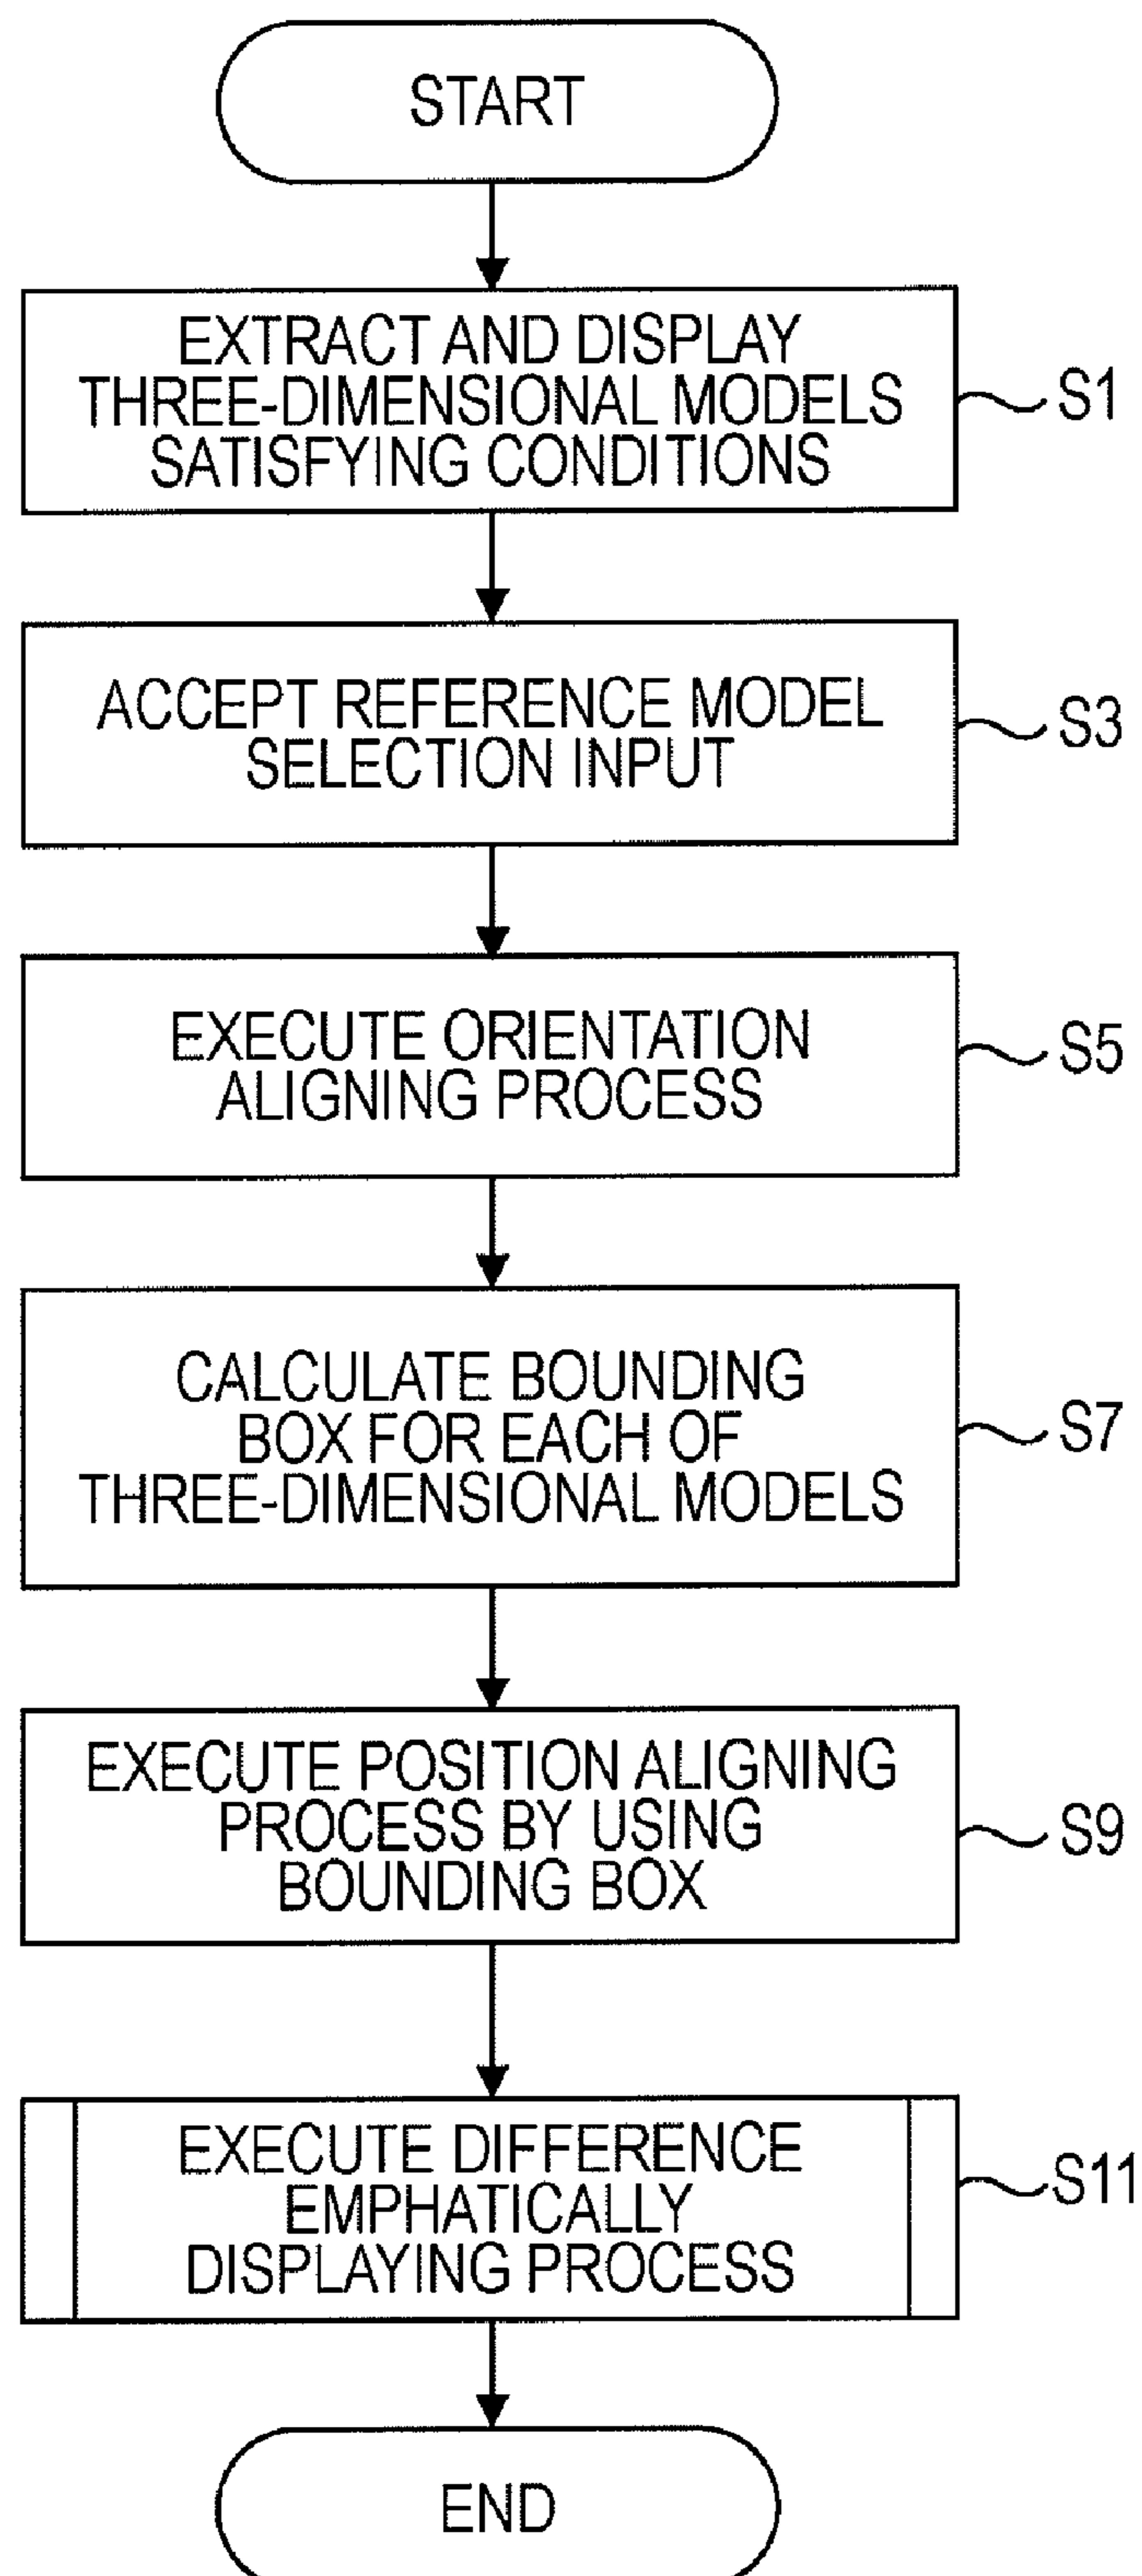 START
EXTRACT AND DISPLAY
THREE-DIMENSIONAL MODELS
SATISFYING CONDITIONS
S1
ACCEPT REFERENCE MODEL
SELECTION INPUT
S3
EXECUTE ORIENTATION
ALIGNING PROCESS
S5
CALCULATE BOUNDING
BOX FOR EACH OF
THREE-DIMENSIONAL MODELS
S7
EXECUTE POSITION ALIGNING
PROCESS BY USING
BOUNDING BOX
S9
EXECUTE DIFFERENCE
EMPHATICALLY
DISPLAYING PROCESS
S11
END